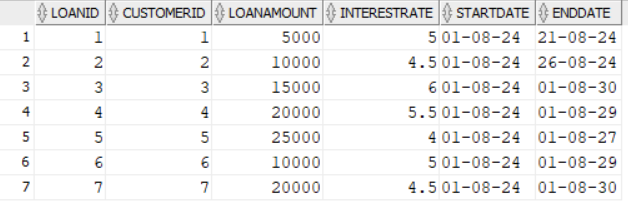 LOANID CUSTOMERID LOANAMOUNT INTERESTRATE STARTDATE ENDDATE
1 1 1 5000 5 01-08-24 21-08-24
2 2 2 10000 4.5 01-08-24 26-08-24
3 3 3 15000 6 01-08-24 01-08-30
4 4 4 20000 5.5 01-08-24 01-08-29
5 5 5 25000 4 01-08-24 01-08-27
6 6 6 10000 5 01-08-24 01-08-29
7 7 7 20000 4.5 01-08-24 01-08-30